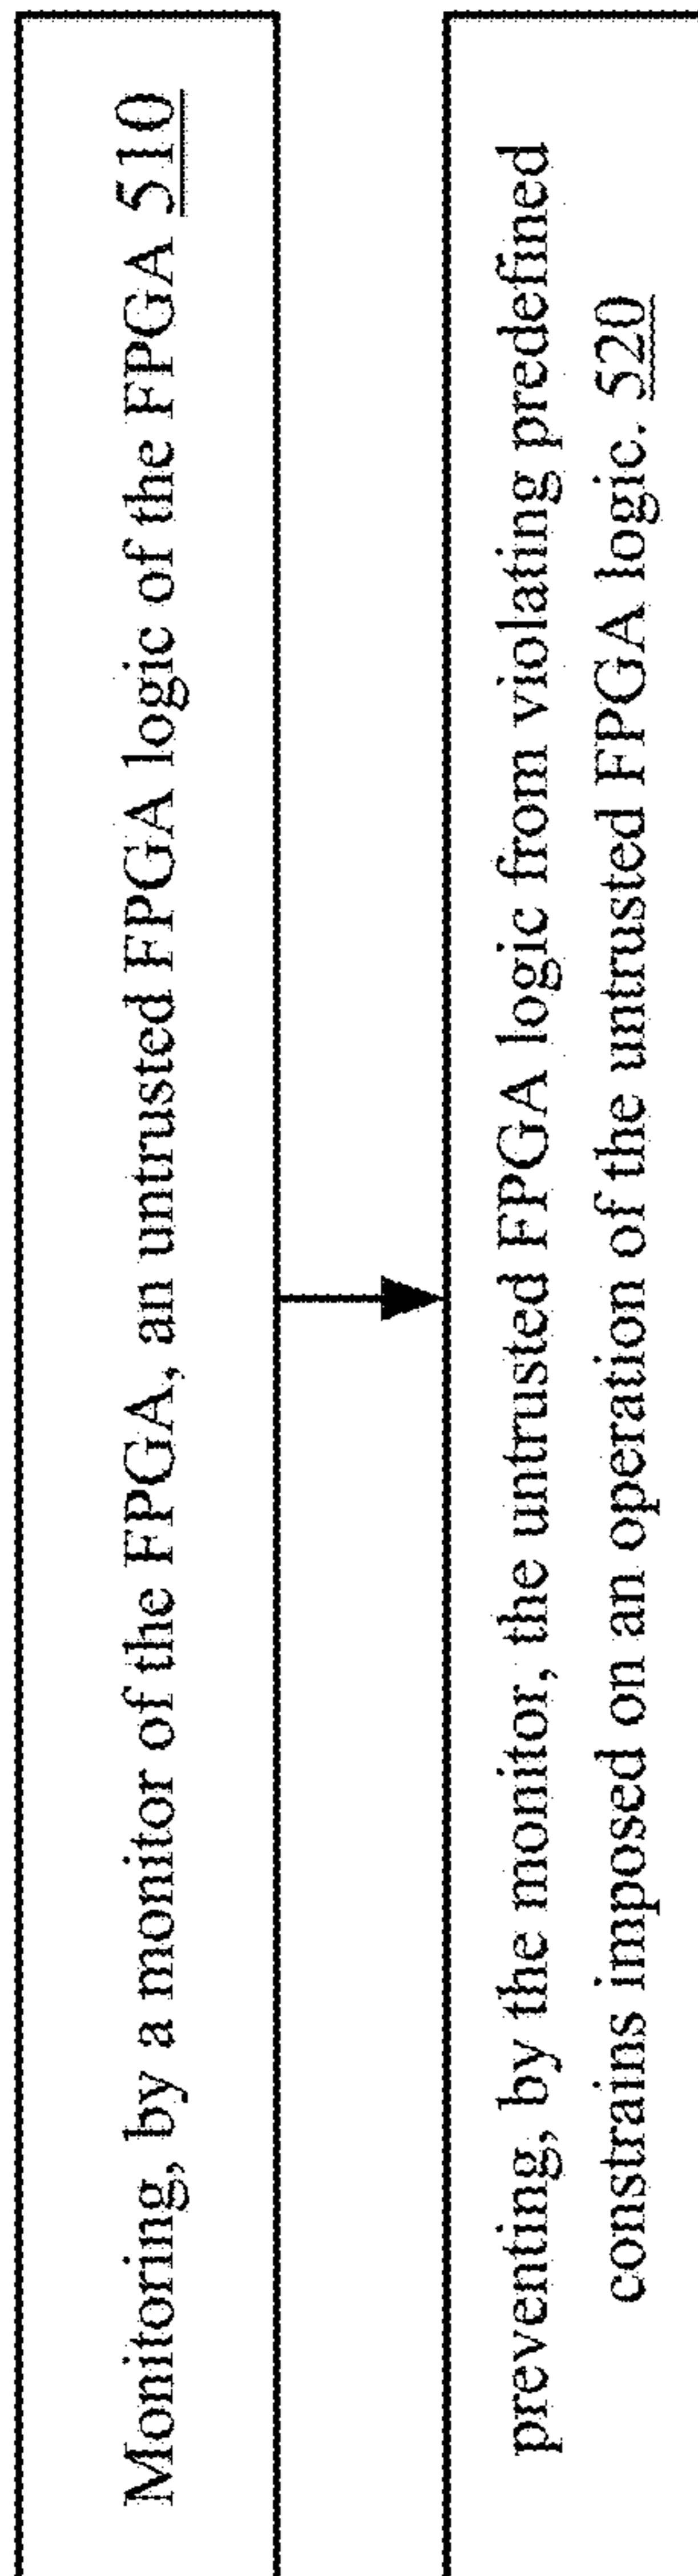 Monitoring, by a monitor of the FPGA, an untrusted FPGA logic of the FPGA 510
preventing, by the monitor, the untrusted FPGA logic from violating predefined
constrains imposed on an operation of the untrusted FPGA logic. 520